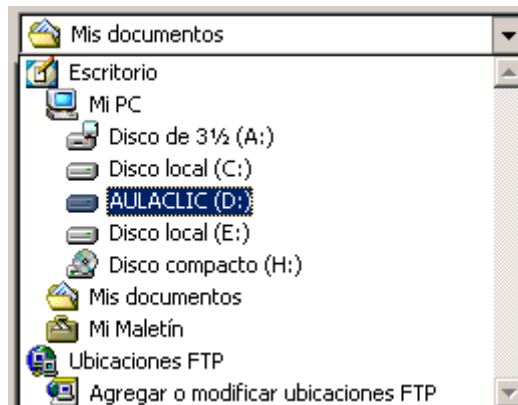 Mis documentos
Escritorio
Mi PC
Disco de 3½ (A:)
Disco local (C:)
AULACLIC (D:)
Disco local (E:)
Disco compacto (H:)
Mis documentos
Mi Maletín
Ubicaciones FTP
Agregar o modificar ubicaciones FTP